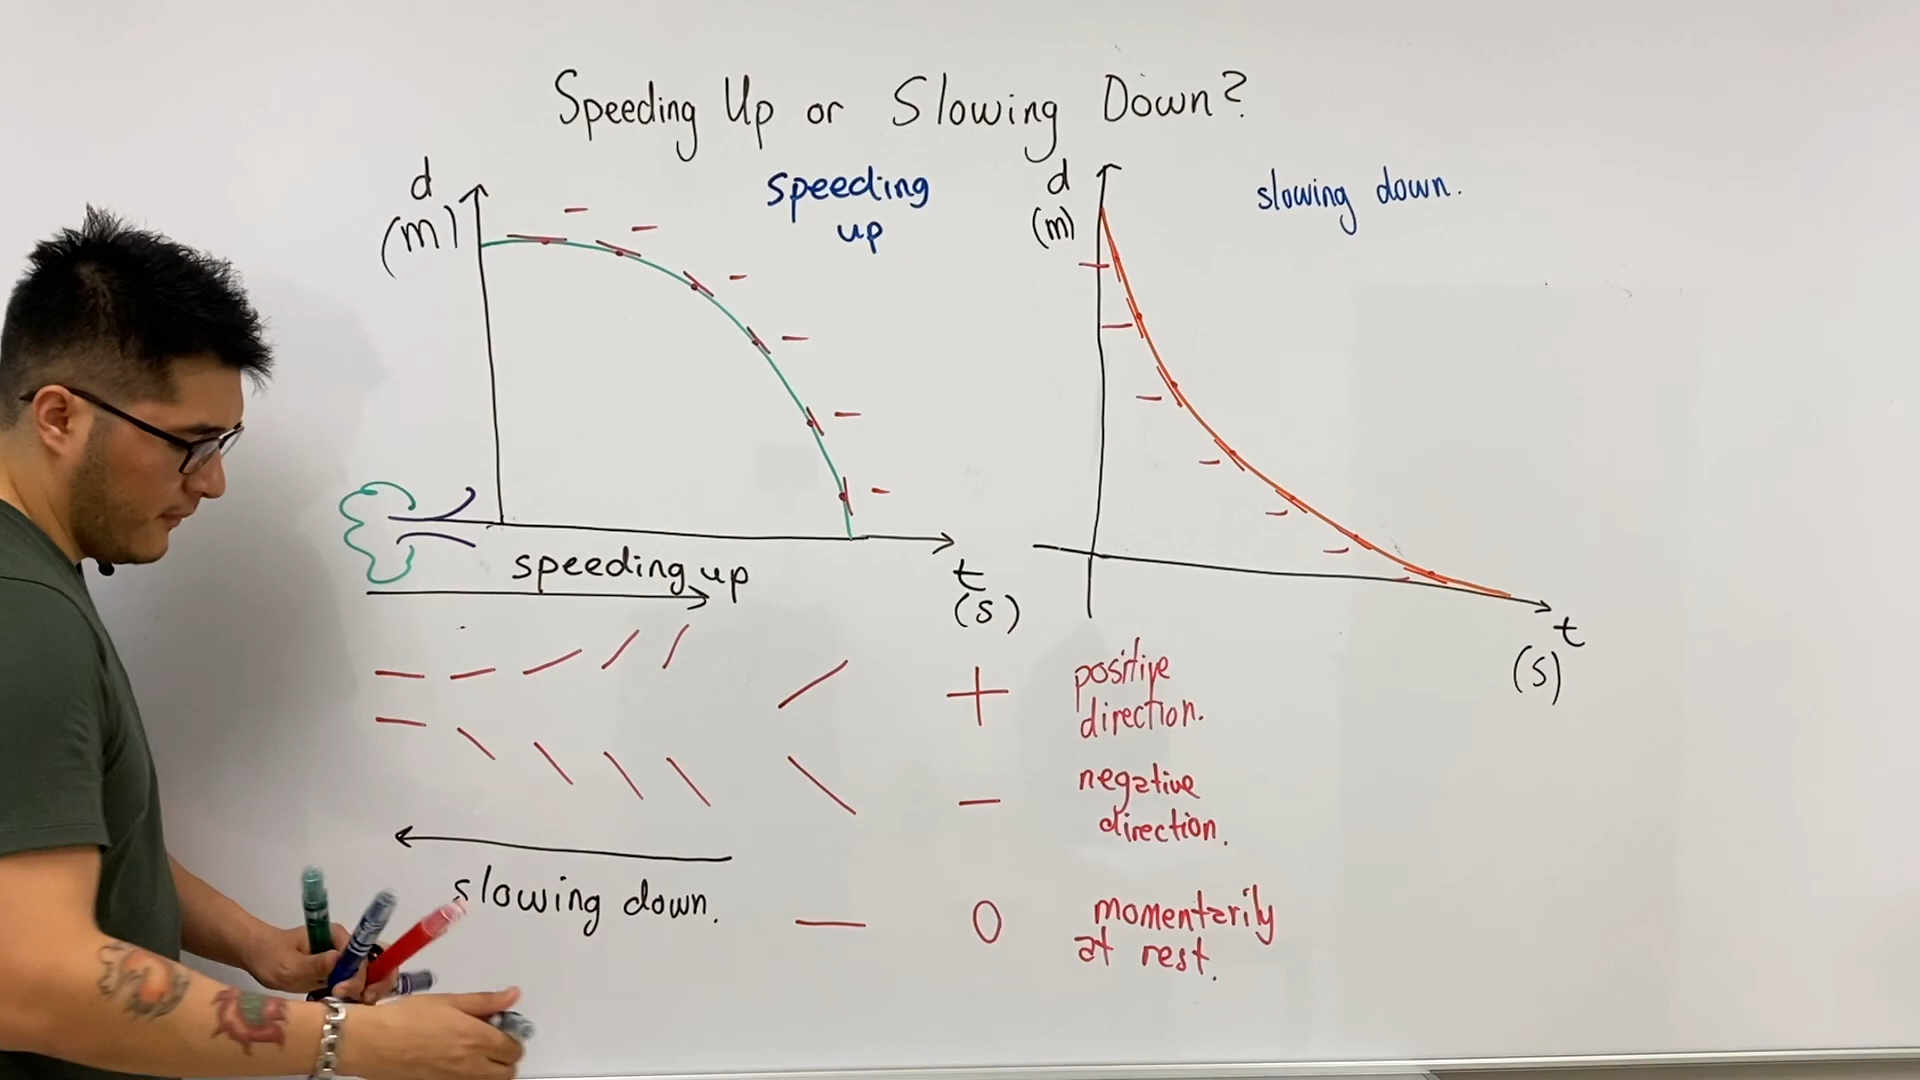 Speeding Up or Slowing Down?
d
(m)
speeding
up
t
(s)
d
(m)
slowing down.
t
(s)
speeding up
+
positive
direction.
−
negative
direction.
slowing down.
0
momentarily
at rest.